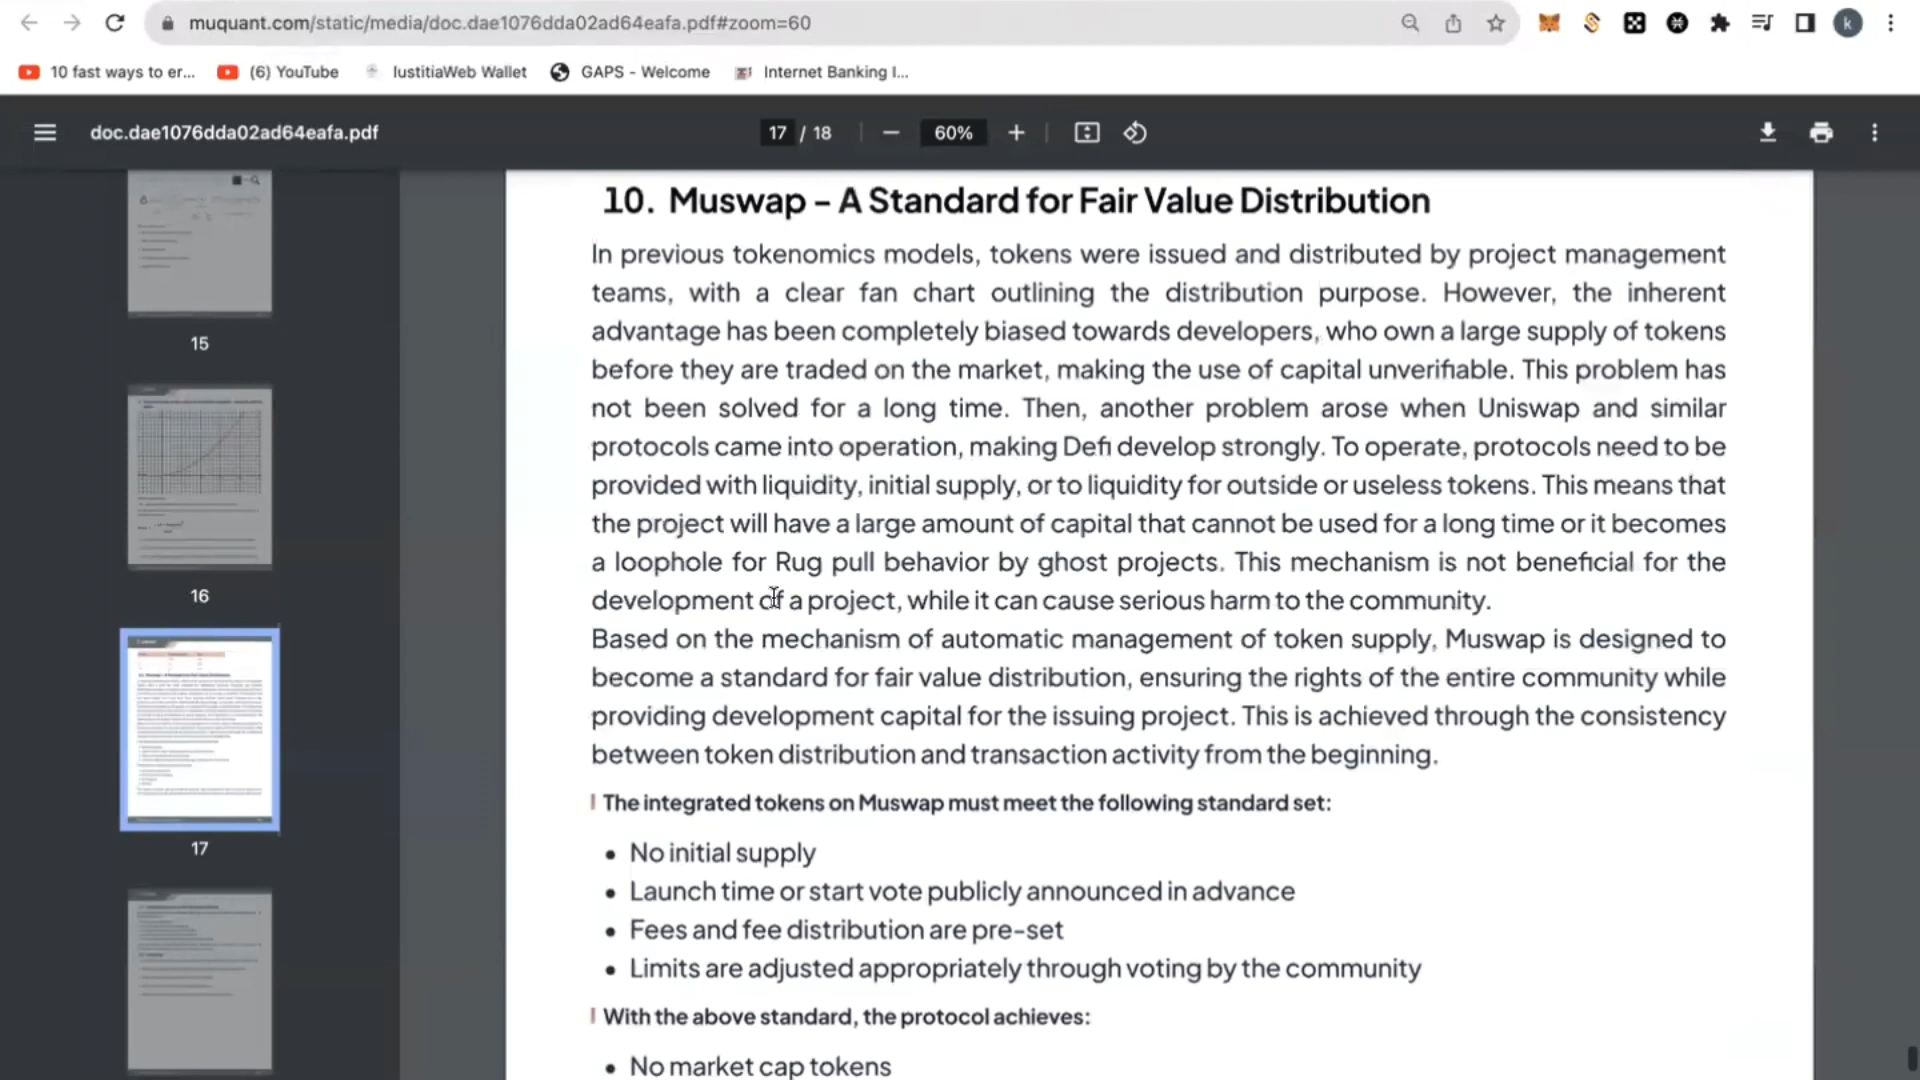 muquant.com/static/media/doc.dae1076dda02ad64eafa.pdf#zoom=60
k
10 fast ways to er...
(6) YouTube
IustitiaWeb Wallet
GAPS - Welcome
Internet Banking I...
doc.dae1076dda02ad64eafa.pdf
17 / 18
60%
15
16
17
10. Muswap – A Standard for Fair Value Distribution
In previous tokenomics models, tokens were issued and distributed by project management
teams, with a clear fan chart outlining the distribution purpose. However, the inherent
advantage has been completely biased towards developers, who own a large supply of tokens
before they are traded on the market, making the use of capital unverifiable. This problem has
not been solved for a long time. Then, another problem arose when Uniswap and similar
protocols came into operation, making Defi develop strongly. To operate, protocols need to be
provided with liquidity, initial supply, or to liquidity for outside or useless tokens. This means that
the project will have a large amount of capital that cannot be used for a long time or it becomes
a loophole for Rug pull behavior by ghost projects. This mechanism is not beneficial for the
development of a project, while it can cause serious harm to the community.
Based on the mechanism of automatic management of token supply, Muswap is designed to
become a standard for fair value distribution, ensuring the rights of the entire community while
providing development capital for the issuing project. This is achieved through the consistency
between token distribution and transaction activity from the beginning.
The integrated tokens on Muswap must meet the following standard set:
• No initial supply
• Launch time or start vote publicly announced in advance
• Fees and fee distribution are pre-set
• Limits are adjusted appropriately through voting by the community
With the above standard, the protocol achieves:
• No market cap tokens